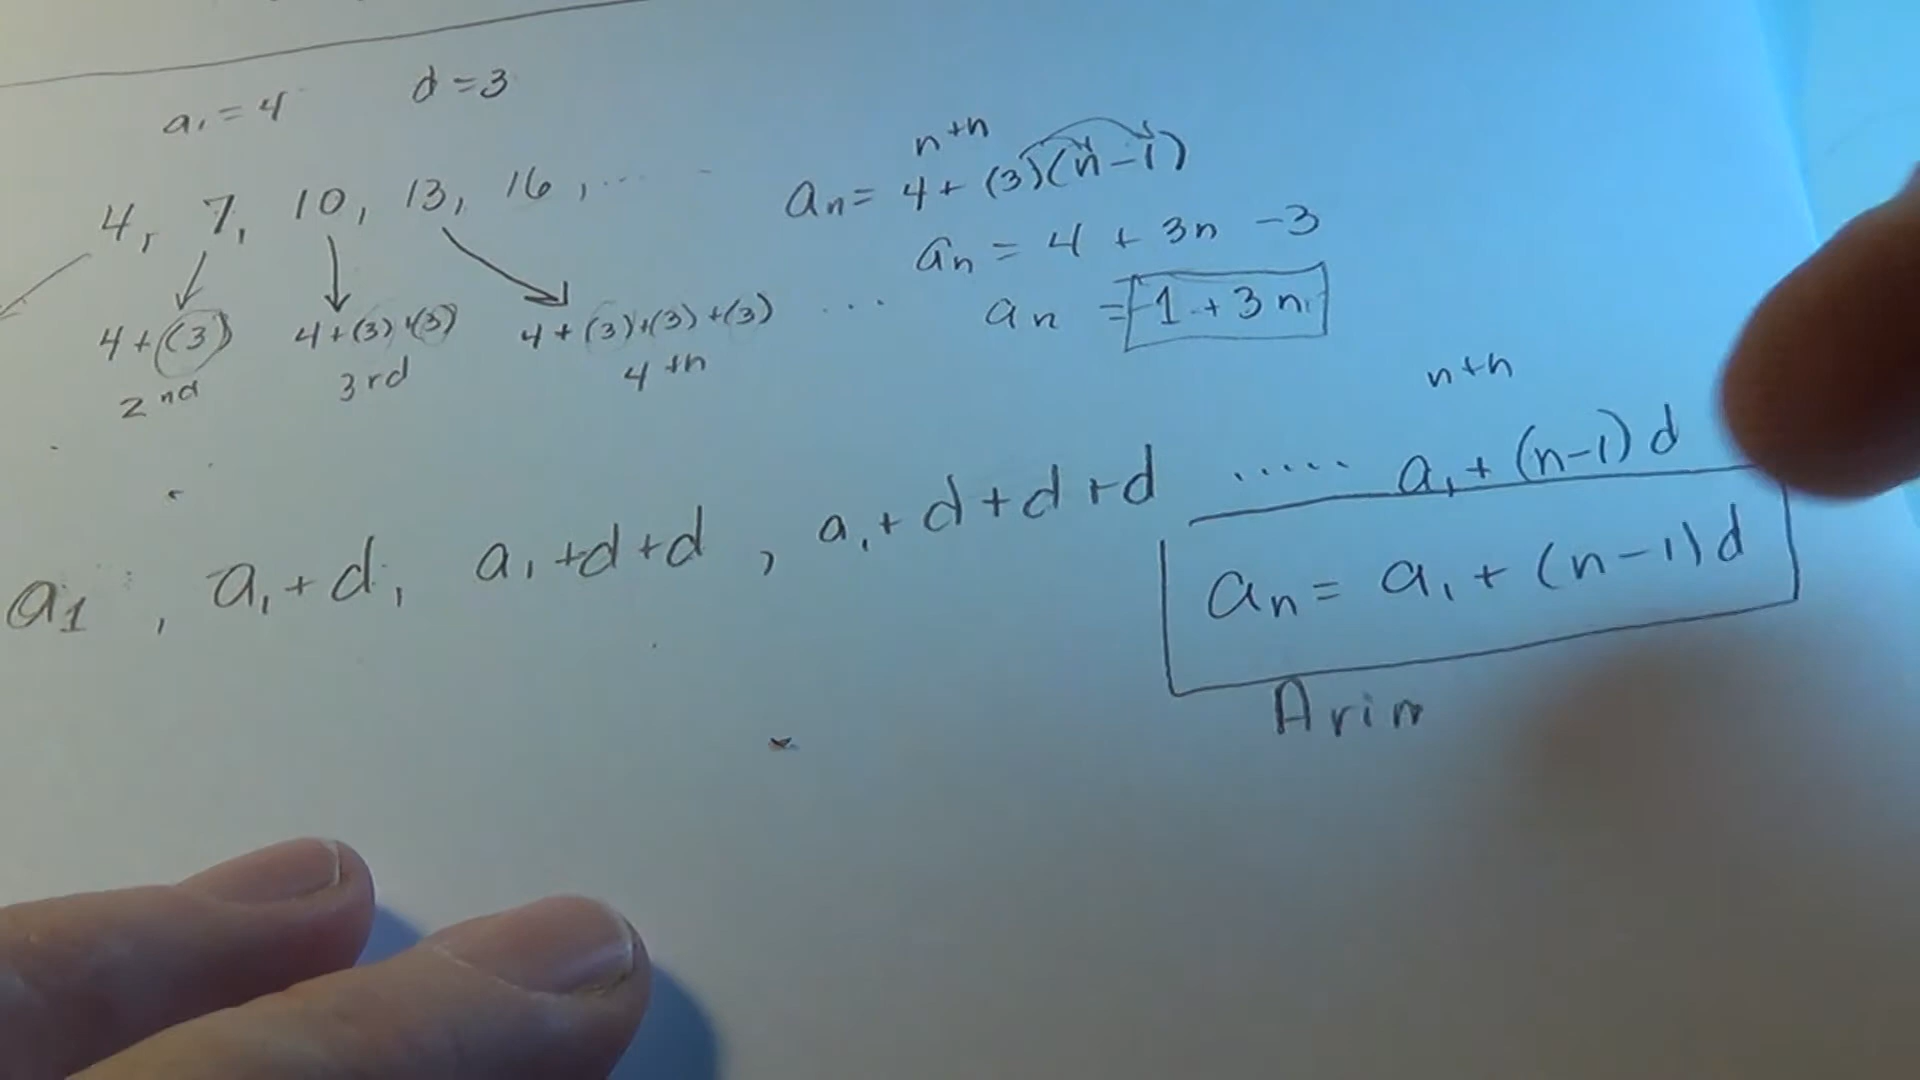 a₁ = 4 d = 3
4, 7, 10, 13, 16, ....
4 + (3) 4 + (3) + (3) 4 + (3) + (3) + (3) ...
2nd 3rd 4th
nth
an = 4 + (3)(n - 1)
an = 4 + 3n - 3
an = 1 + 3n
nth
a₁, a₁ + d, a₁ + d + d, a₁ + d + d + d ..... a₁ + (n-1)d
an = a₁ + (n-1)d
Arim